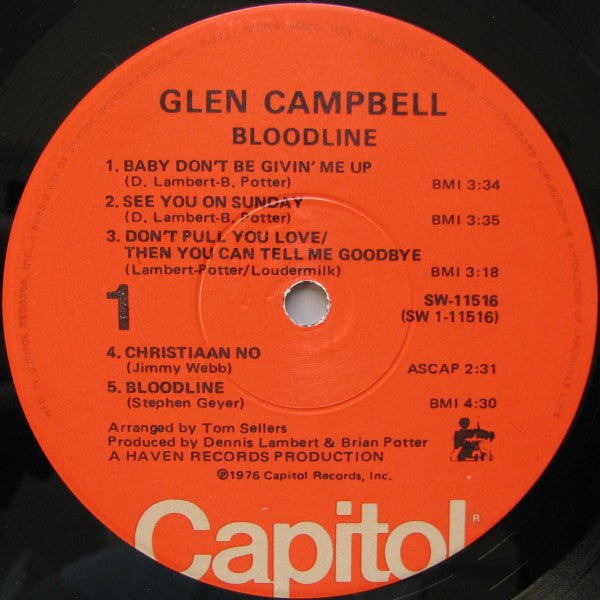 GLEN CAMPBELL
BLOODLINE
1. BABY DON'T BE GIVIN' ME UP
(D. Lambert-B. Potter) BMI 3:34
2. SEE YOU ON SUNDAY
(D. Lambert-B. Potter) BMI 3:35
3. DON'T PULL YOU LOVE/
THEN YOU CAN TELL ME GOODBYE
(Lambert-Potter/Loudermilk) BMI 3:18
1
SW-11516
(SW 1-11516)
4. CHRISTIAAN NO
(Jimmy Webb) ASCAP 2:31
5. BLOODLINE
(Stephen Geyer) BMI 4:30
Arranged by Tom Sellers
Produced by Dennis Lambert & Brian Potter
A HAVEN RECORDS PRODUCTION
℗1976 Capitol Records, Inc.
Capitol®